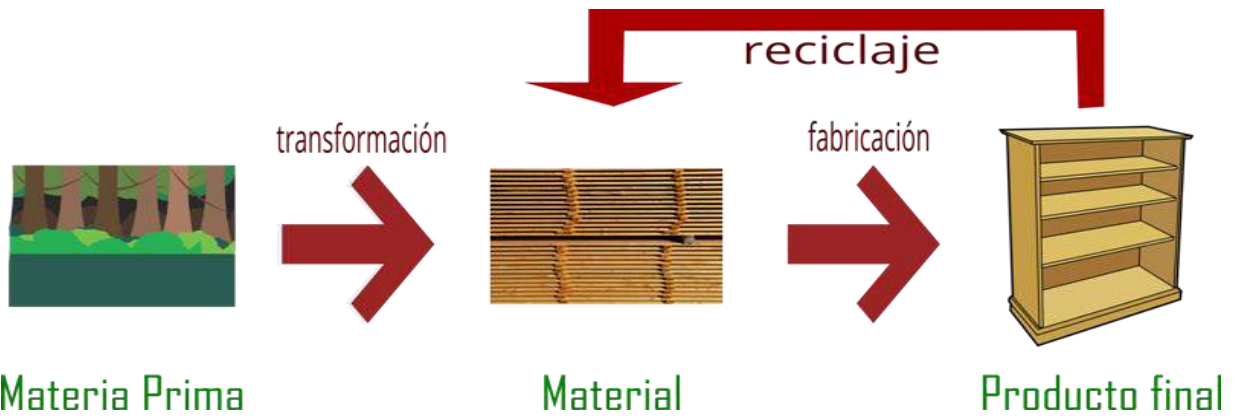 reciclaje
transformación
fabricación
Materia Prima
Material
Producto final